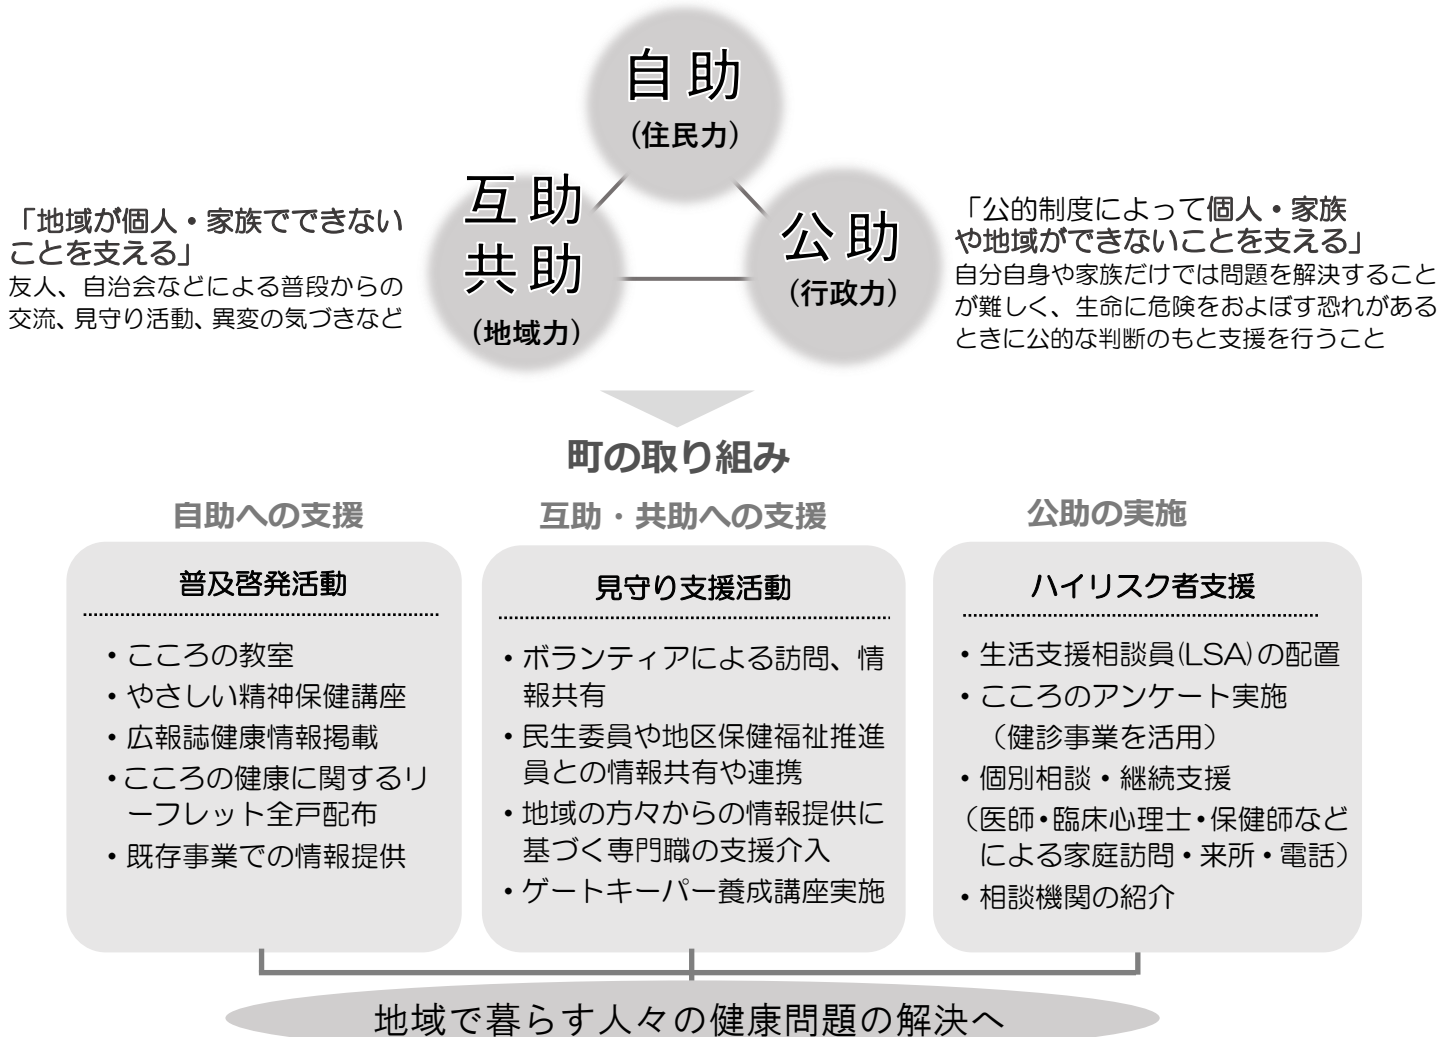 自助
(住民力)
互助
共助
(地域力)
公助
(行政力)
「地域が個人・家族でできない
ことを支える」
友人、自治会などによる普段からの
交流、見守り活動、異変の気づきなど
「公的制度によって個人・家族
や地域ができないことを支える」
自分自身や家族だけでは問題を解決すること
が難しく、生命に危険をおよぼす恐れがある
ときに公的な判断のもと支援を行うこと
町の取り組み
自助への支援
普及啓発活動
・こころの教室
・やさしい精神保健講座
・広報誌健康情報掲載
・こころの健康に関するリ
ーフレット全戸配布
・既存事業での情報提供
互助・共助への支援
見守り支援活動
・ボランティアによる訪問、情
報共有
・民生委員や地区保健福祉推進
員との情報共有や連携
・地域の方々からの情報提供に
基づく専門職の支援介入
・ゲートキーパー養成講座実施
公助の実施
ハイリスク者支援
・生活支援相談員(LSA)の配置
・こころのアンケート実施
（健診事業を活用）
・個別相談・継続支援
（医師・臨床心理士・保健師など
による家庭訪問・来所・電話）
・相談機関の紹介
地域で暮らす人々の健康問題の解決へ